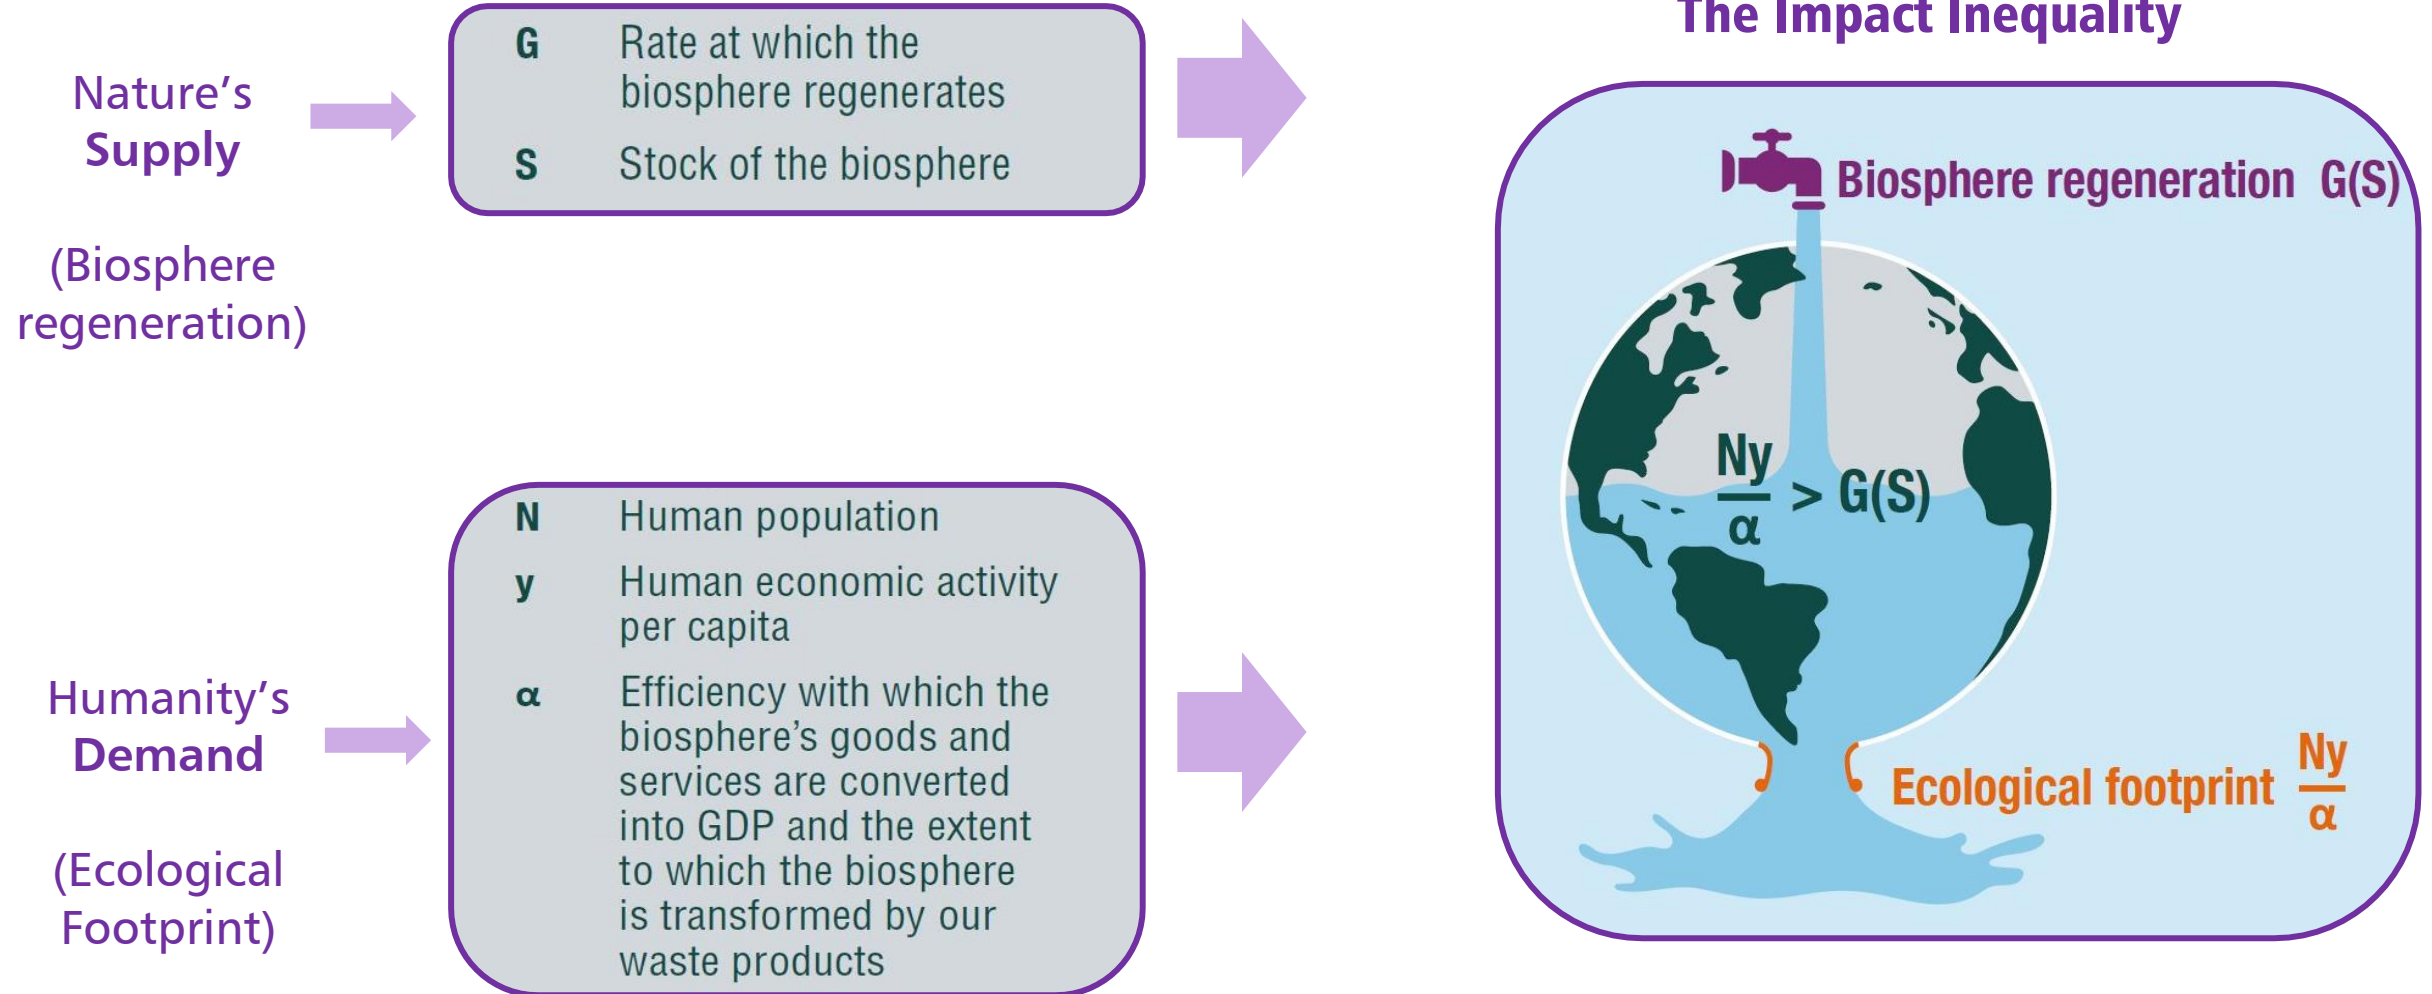 Nature’s
Supply
(Biosphere
regeneration)
G Rate at which the
biosphere regenerates
S Stock of the biosphere
Humanity’s
Demand
(Ecological
Footprint)
N Human population
y Human economic activity
per capita
α Efficiency with which the
biosphere’s goods and
services are converted
into GDP and the extent
to which the biosphere
is transformed by our
waste products
The Impact Inequality
Biosphere regeneration G(S)
Ny
α
> G(S)
Ecological footprint
Ny
α